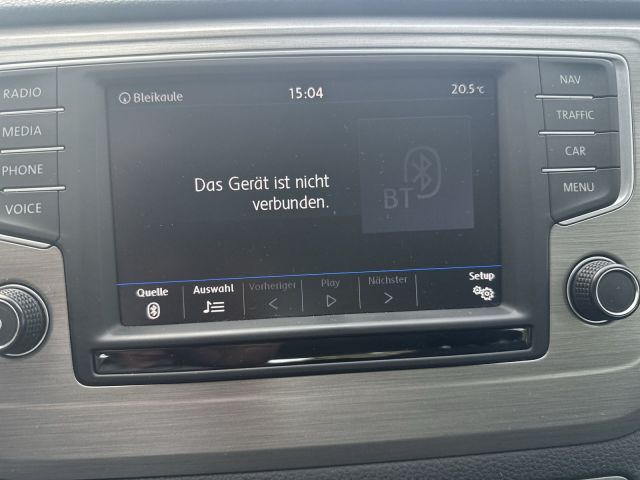 RADIO
MEDIA
PHONE
VOICE
Bleikaule 15:04 20.5°C
Das Gerät ist nicht
verbunden.
BT
Quelle Auswahl Vorheriger Play Nächster Setup
NAV
TRAFFIC
CAR
MENU